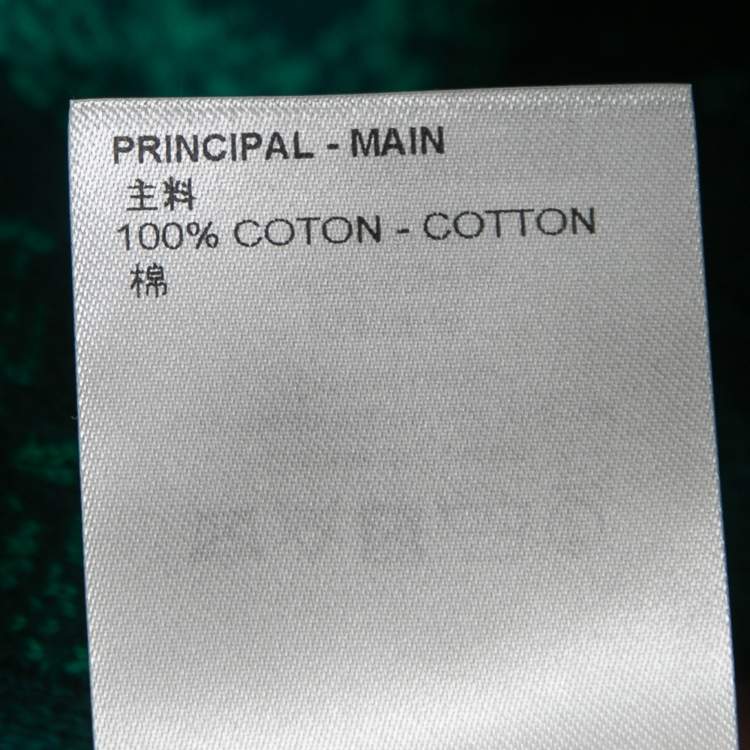 PRINCIPAL - MAIN
主料
100% COTON - COTTON
棉